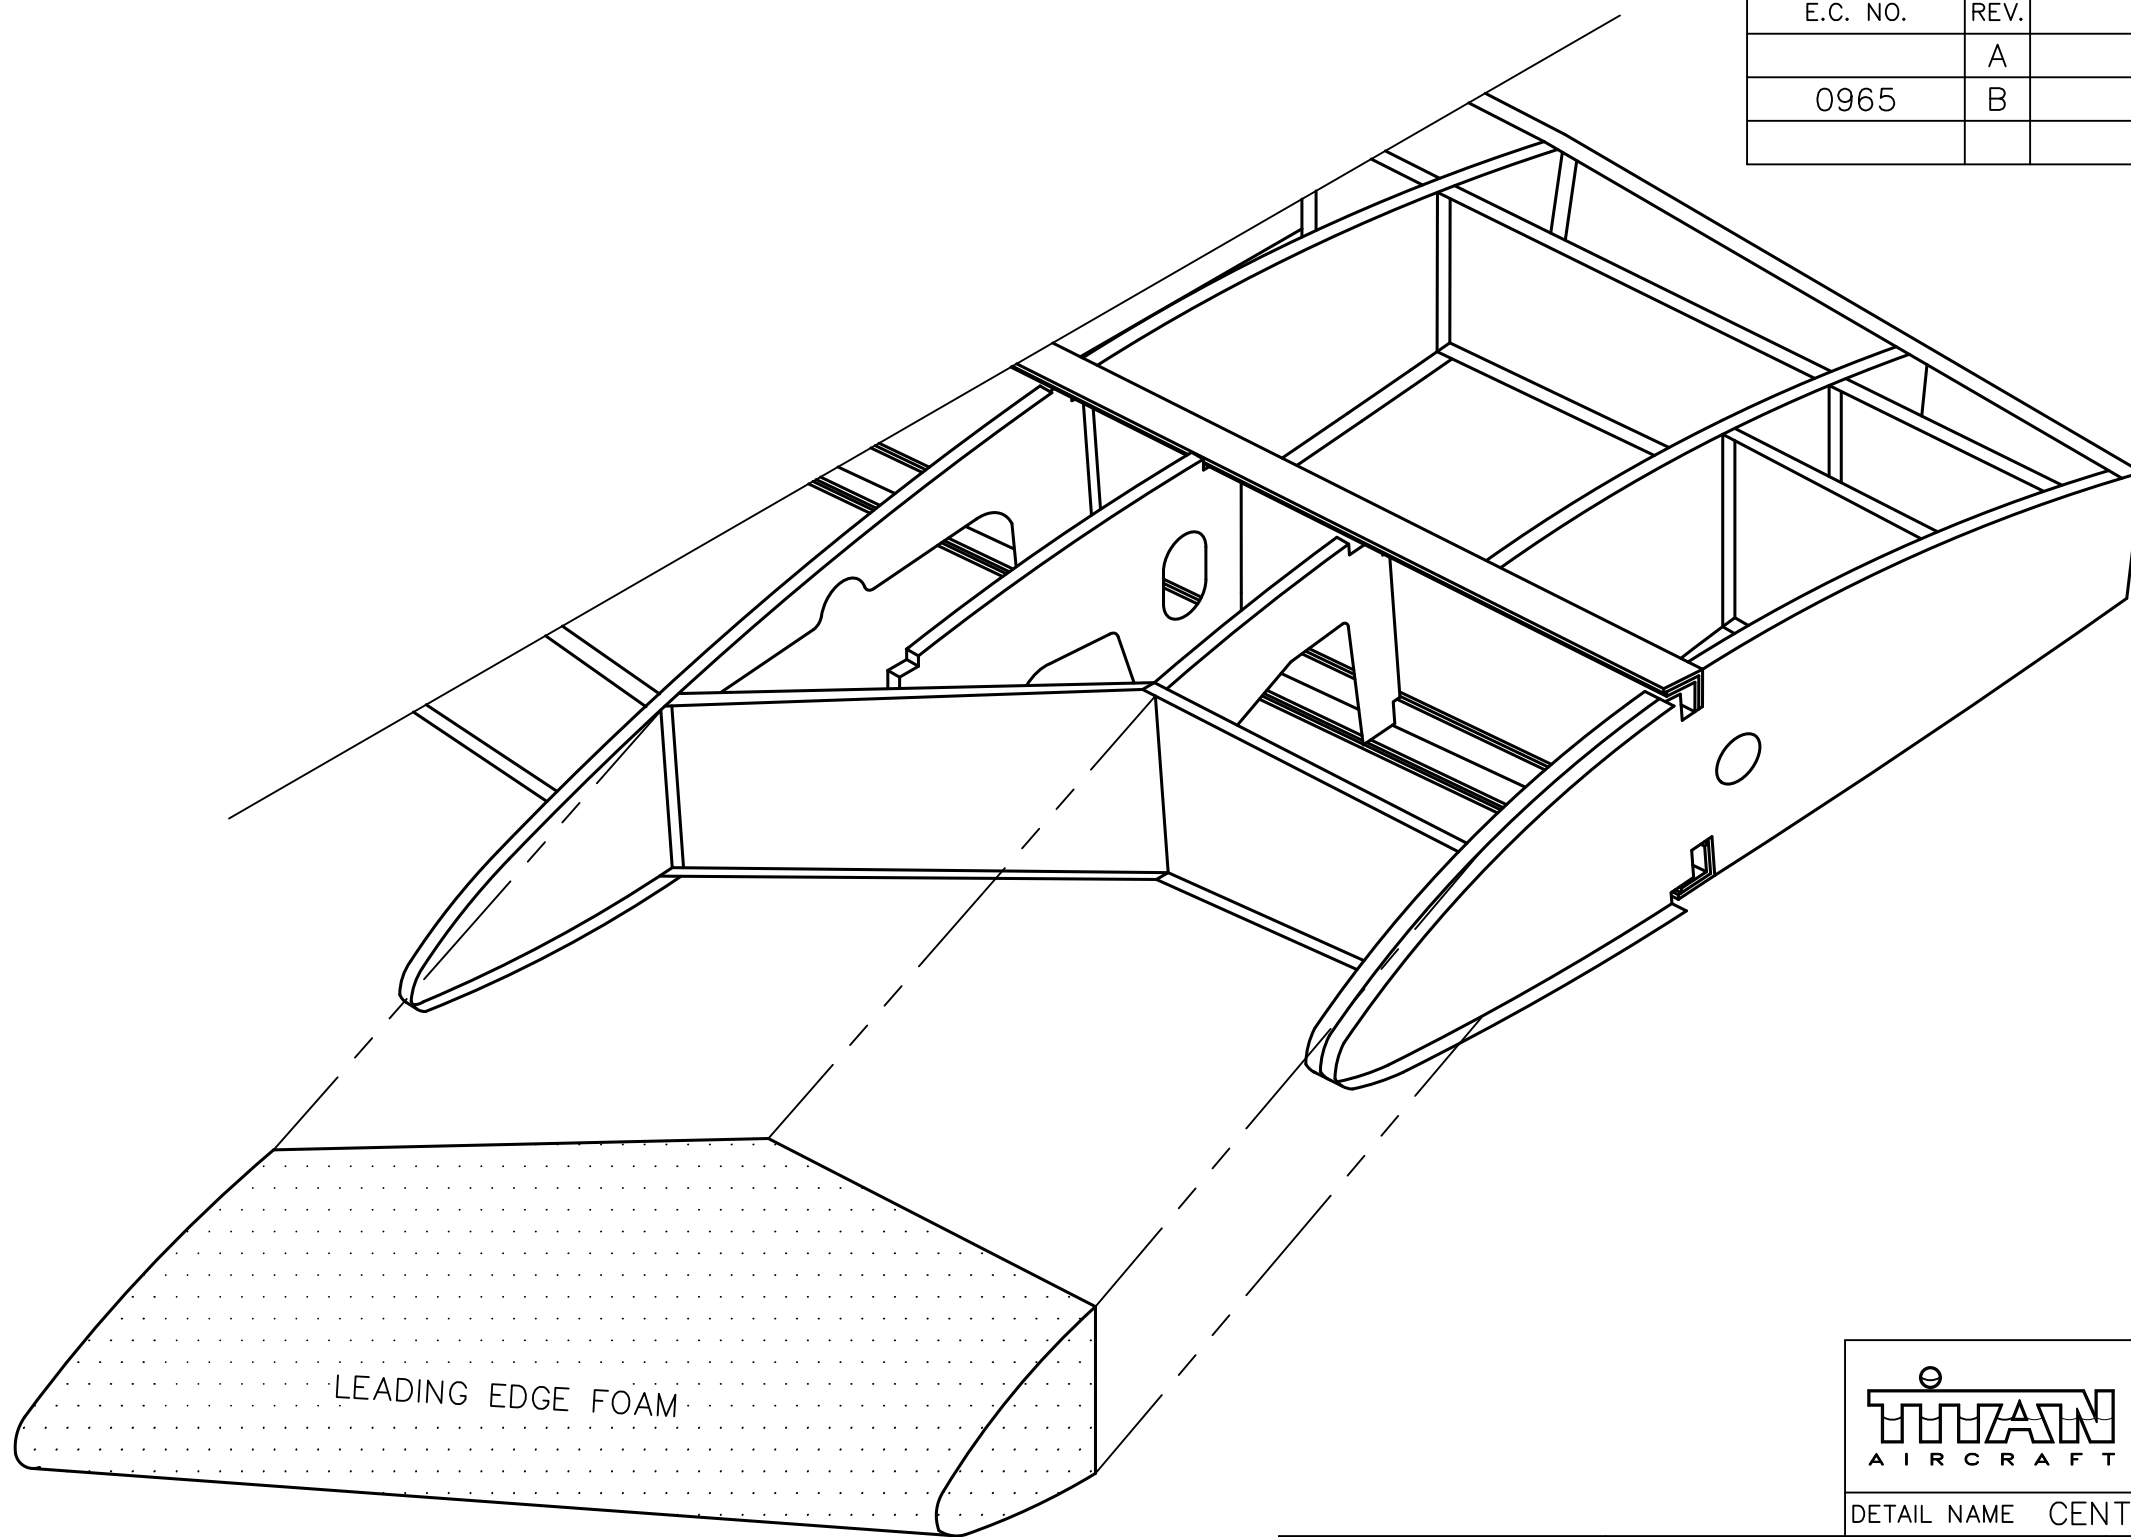 E.C. NO. REV.
A
0965 B
LEADING EDGE FOAM
TITAN
AIRCRAFT
DETAIL NAME CENT